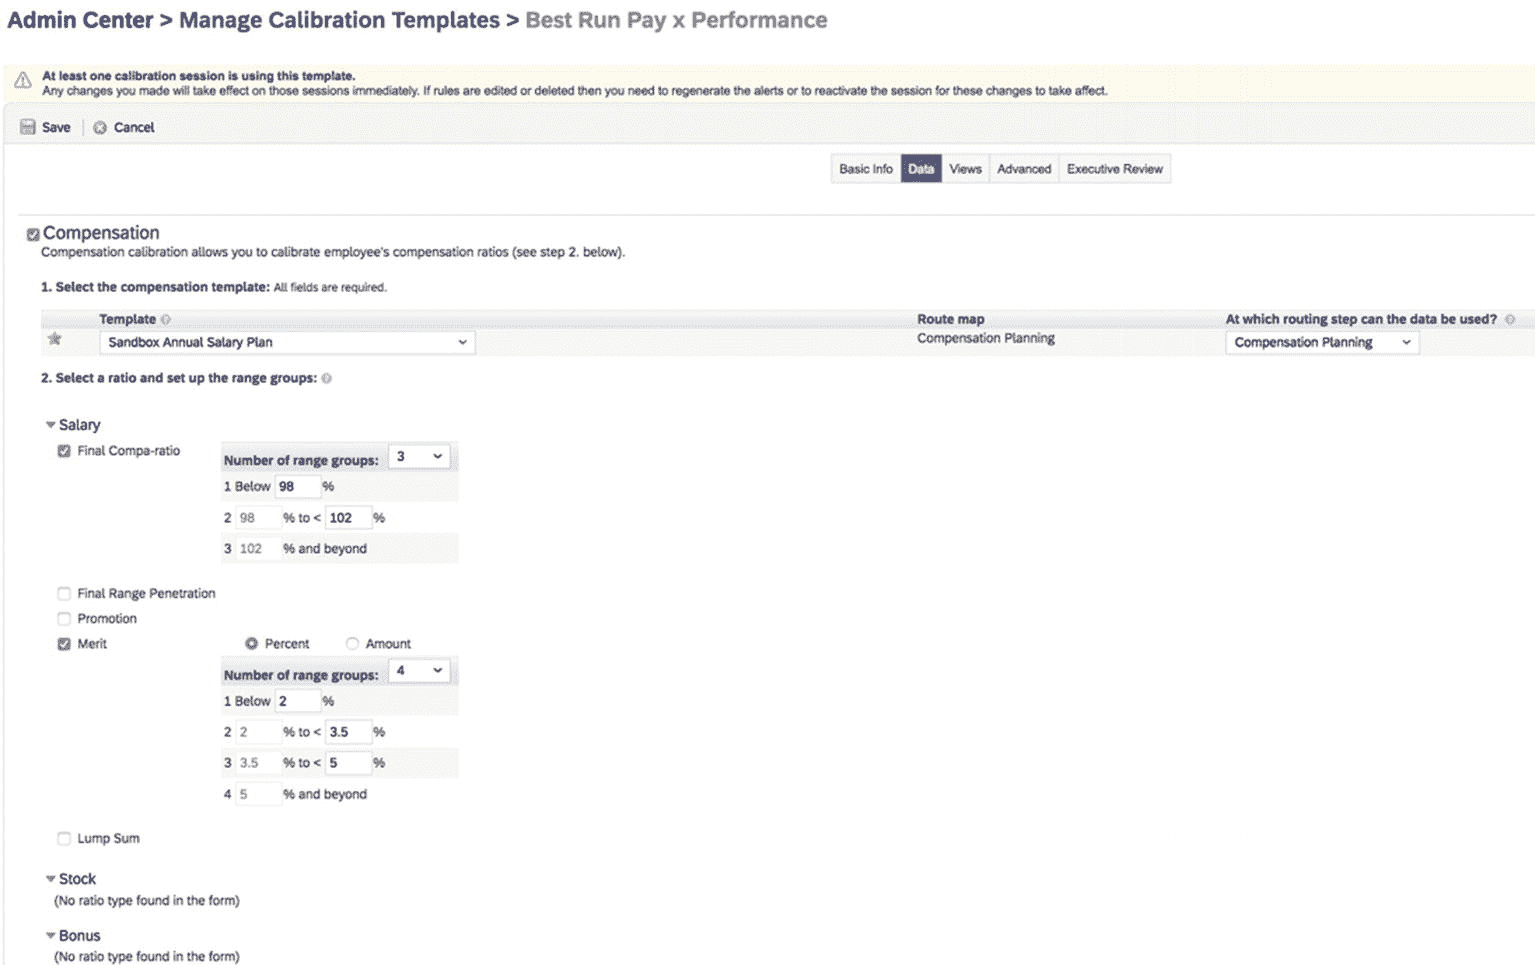 Admin Center > Manage Calibration Templates > Best Run Pay x Performance
At least one calibration session is using this template.
Any changes you made will take effect on those sessions immediately. If rules are edited or deleted then you need to regenerate the alerts or to reactivate the session for these changes to take affect.
Save Cancel
Basic Info Data Views Advanced Executive Review
Compensation
Compensation calibration allows you to calibrate employee's compensation ratios (see step 2. below).
1. Select the compensation template: All fields are required.
Template Route map At which routing step can the data be used?
Sandbox Annual Salary Plan Compensation Planning Compensation Planning
2. Select a ratio and set up the range groups:
Salary
Final Compa-ratio
Number of range groups: 3
1 Below 98 %
2 98 % to < 102 %
3 102 % and beyond
Final Range Penetration
Promotion
Merit Percent Amount
Number of range groups: 4
1 Below 2 %
2 2 % to < 3.5 %
3 3.5 % to < 5 %
4 5 % and beyond
Lump Sum
Stock
(No ratio type found in the form)
Bonus
(No ratio type found in the form)